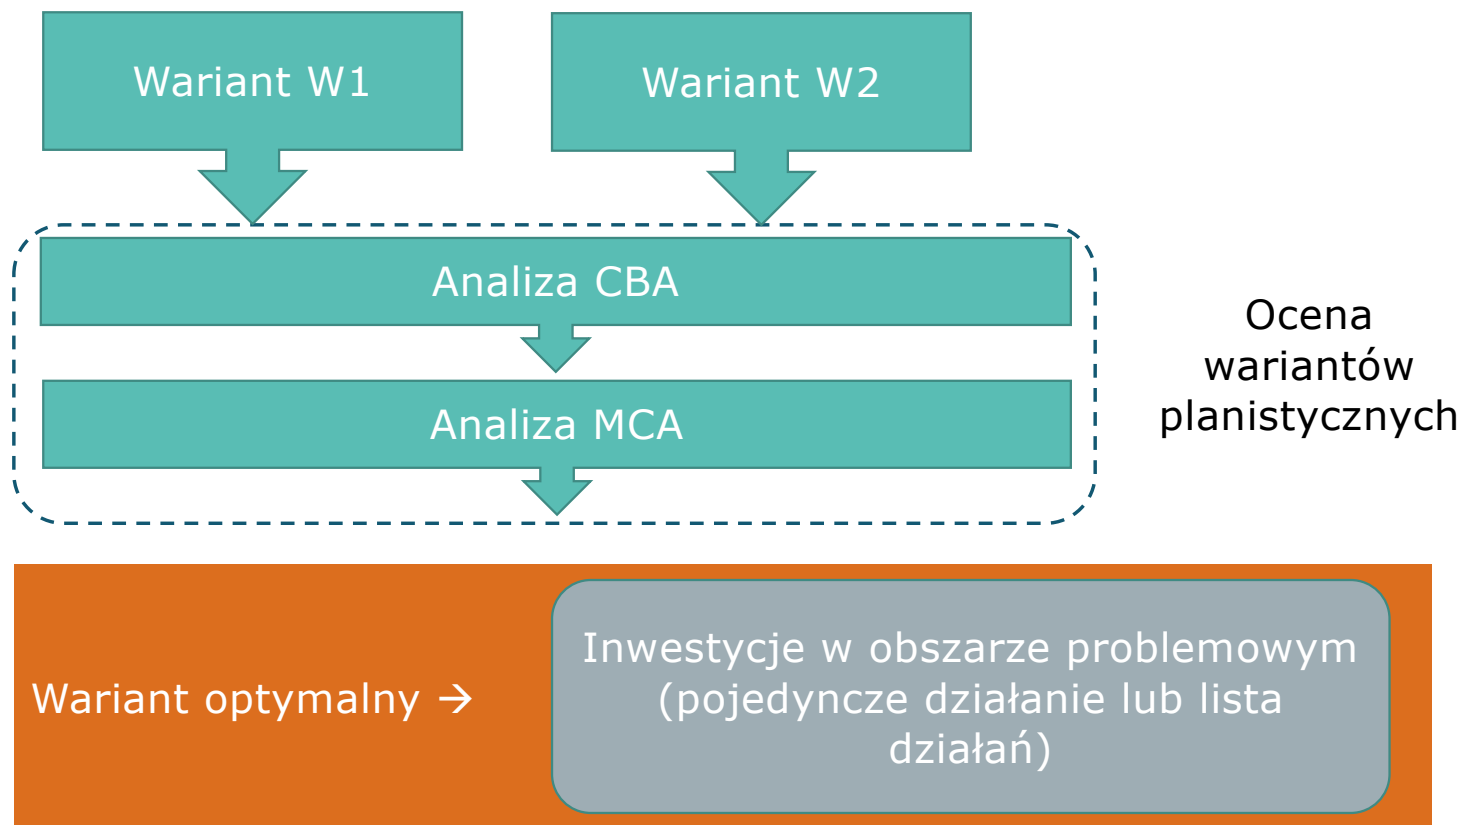 Wariant W1
Wariant W2
Analiza CBA
Analiza MCA
Ocena
wariantów
planistycznych
Wariant optymalny →
Inwestycje w obszarze problemowym
(pojedyncze działanie lub lista
działań)